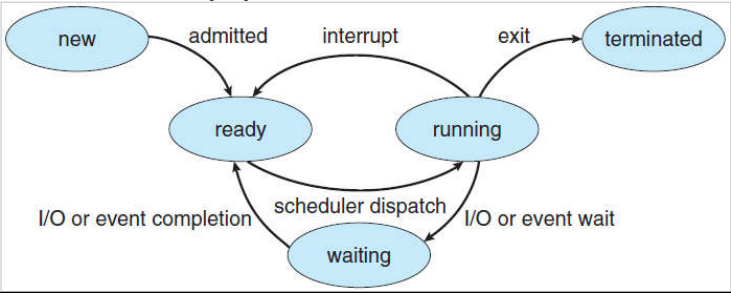 new
admitted
interrupt
exit
terminated
ready
running
I/O or event completion
scheduler dispatch
I/O or event wait
waiting